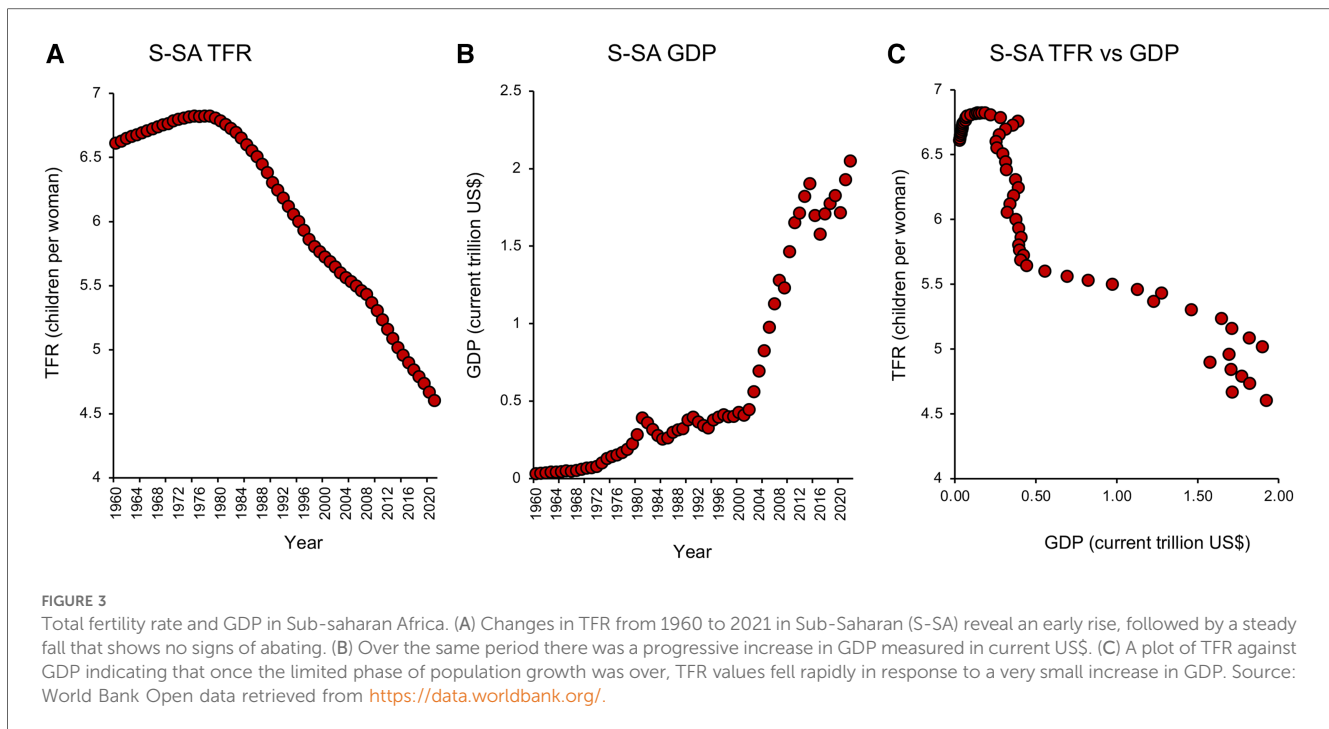 A S-SA TFR
TFR (children per woman)
7
6.5
6
5.5
5
4.5
4
1960 1964 1968 1972 1976 1980 1984 1988 1992 1996 2000 2004 2008 2012 2016 2020
Year
B S-SA GDP
GDP (current trillion US$)
2.5
2
1.5
1
0.5
0
1960 1964 1968 1972 1976 1980 1984 1988 1992 1996 2000 2004 2008 2012 2016 2020
Year
C S-SA TFR vs GDP
TFR (children per woman)
7
6.5
6
5.5
5
4.5
4
0.00 0.50 1.00 1.50 2.00
GDP (current trillion US$)
FIGURE 3
Total fertility rate and GDP in Sub-saharan Africa. (A) Changes in TFR from 1960 to 2021 in Sub-Saharan (S-SA) reveal an early rise, followed by a steady
fall that shows no signs of abating. (B) Over the same period there was a progressive increase in GDP measured in current US$. (C) A plot of TFR against
GDP indicating that once the limited phase of population growth was over, TFR values fell rapidly in response to a very small increase in GDP. Source:
World Bank Open data retrieved from https://data.worldbank.org/.